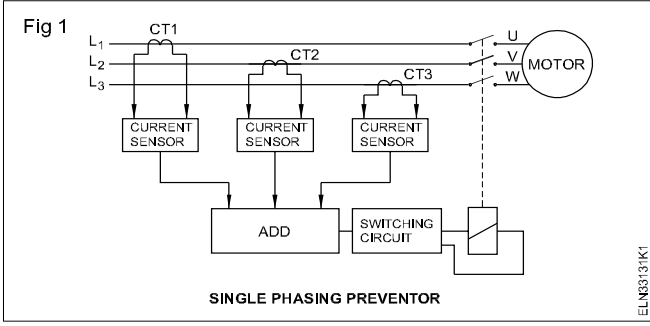 Fig 1
CT1
L1
U
L2
CT2
V
MOTOR
L3
CT3
W
CURRENT
SENSOR
CURRENT
SENSOR
CURRENT
SENSOR
ADD
SWITCHING
CIRCUIT
SINGLE PHASING PREVENTOR
ELN33131K1